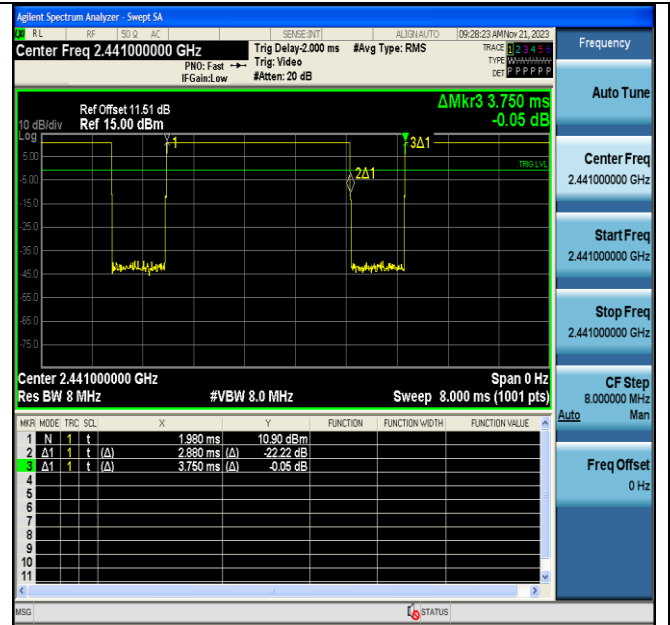 Agilent Spectrum Analyzer - Swept SA
RL RF 50 Ω AC SENSE:INT ALIGN AUTO 09:28:23 AM Nov 21, 2023
Center Freq 2.441000000 GHz
PNO: Fast
IFGain:Low
Trig Delay-2.000 ms
Trig: Video
#Atten: 20 dB
#Avg Type: RMS
TRACE 1 2 3 4 5 6
TYPE
DET P P P P P P
Frequency
Ref Offset 11.51 dB
10 dB/div Ref 15.00 dBm
Log
ΔMkr3 3.750 ms
-0.05 dB
5.00
-5.00
-15.0
-25.0
-35.0
-45.0
-55.0
-65.0
-75.0
1
2Δ1
3Δ1
TRIG LVL
Center 2.441000000 GHz Span 0 Hz
Res BW 8 MHz #VBW 8.0 MHz Sweep 8.000 ms (1001 pts)
MKR MODE TRC SCL X Y FUNCTION FUNCTION WIDTH FUNCTION VALUE
1 N 1 t 1.980 ms 10.90 dBm
2 Δ1 1 t (Δ) 2.880 ms (Δ) -22.22 dB
3 Δ1 1 t (Δ) 3.750 ms (Δ) -0.05 dB
4
5
6
7
8
9
10
11
MSG STATUS
Auto Tune
Center Freq
2.441000000 GHz
Start Freq
2.441000000 GHz
Stop Freq
2.441000000 GHz
CF Step
8.000000 MHz
Auto Man
Freq Offset
0 Hz